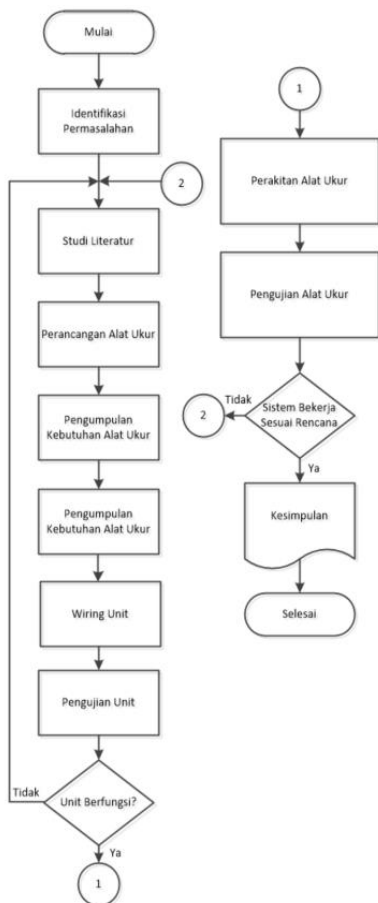 Mulai
Identifikasi
Permasalahan
2
Studi Literatur
Perancangan Alat Ukur
Pengumpulan
Kebutuhan Alat Ukur
Pengumpulan
Kebutuhan Alat Ukur
Wiring Unit
Pengujian Unit
Tidak
Unit Berfungsi?
Ya
1
1
Perakitan Alat Ukur
Pengujian Alat Ukur
Tidak
2
Sistem Bekerja
Sesuai Rencana
Ya
Kesimpulan
Selesai